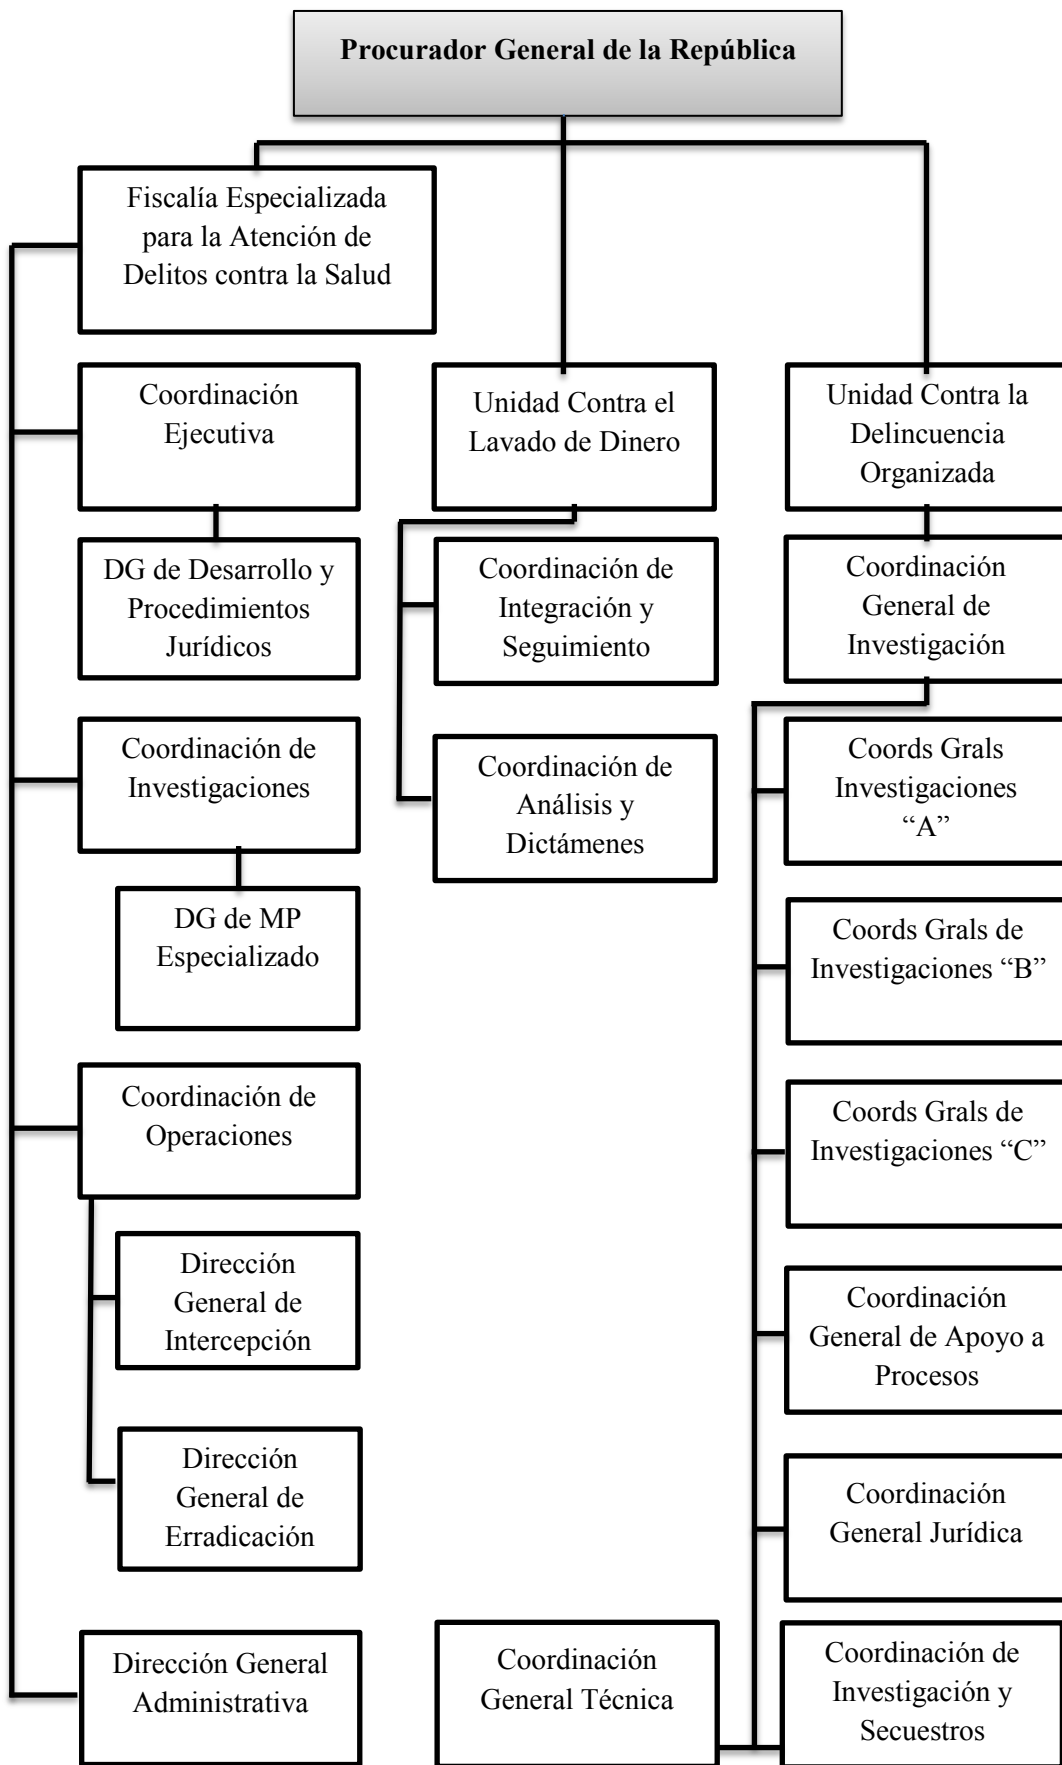 Procurador General de la República
Fiscalía Especializada
para la Atención de
Delitos contra la Salud
Coordinación
Ejecutiva
DG de Desarrollo y
Procedimientos
Jurídicos
Coordinación de
Investigaciones
DG de MP
Especializado
Coordinación de
Operaciones
Dirección
General de
Intercepción
Dirección
General de
Erradicación
Dirección General
Administrativa
Unidad Contra el
Lavado de Dinero
Coordinación de
Integración y
Seguimiento
Coordinación de
Análisis y
Dictámenes
Unidad Contra la
Delincuencia
Organizada
Coordinación
General de
Investigación
Coords Grals
Investigaciones
“A”
Coords Grals de
Investigaciones “B”
Coords Grals de
Investigaciones “C”
Coordinación
General de Apoyo a
Procesos
Coordinación
General Jurídica
Coordinación
General Técnica
Coordinación de
Investigación y
Secuestros